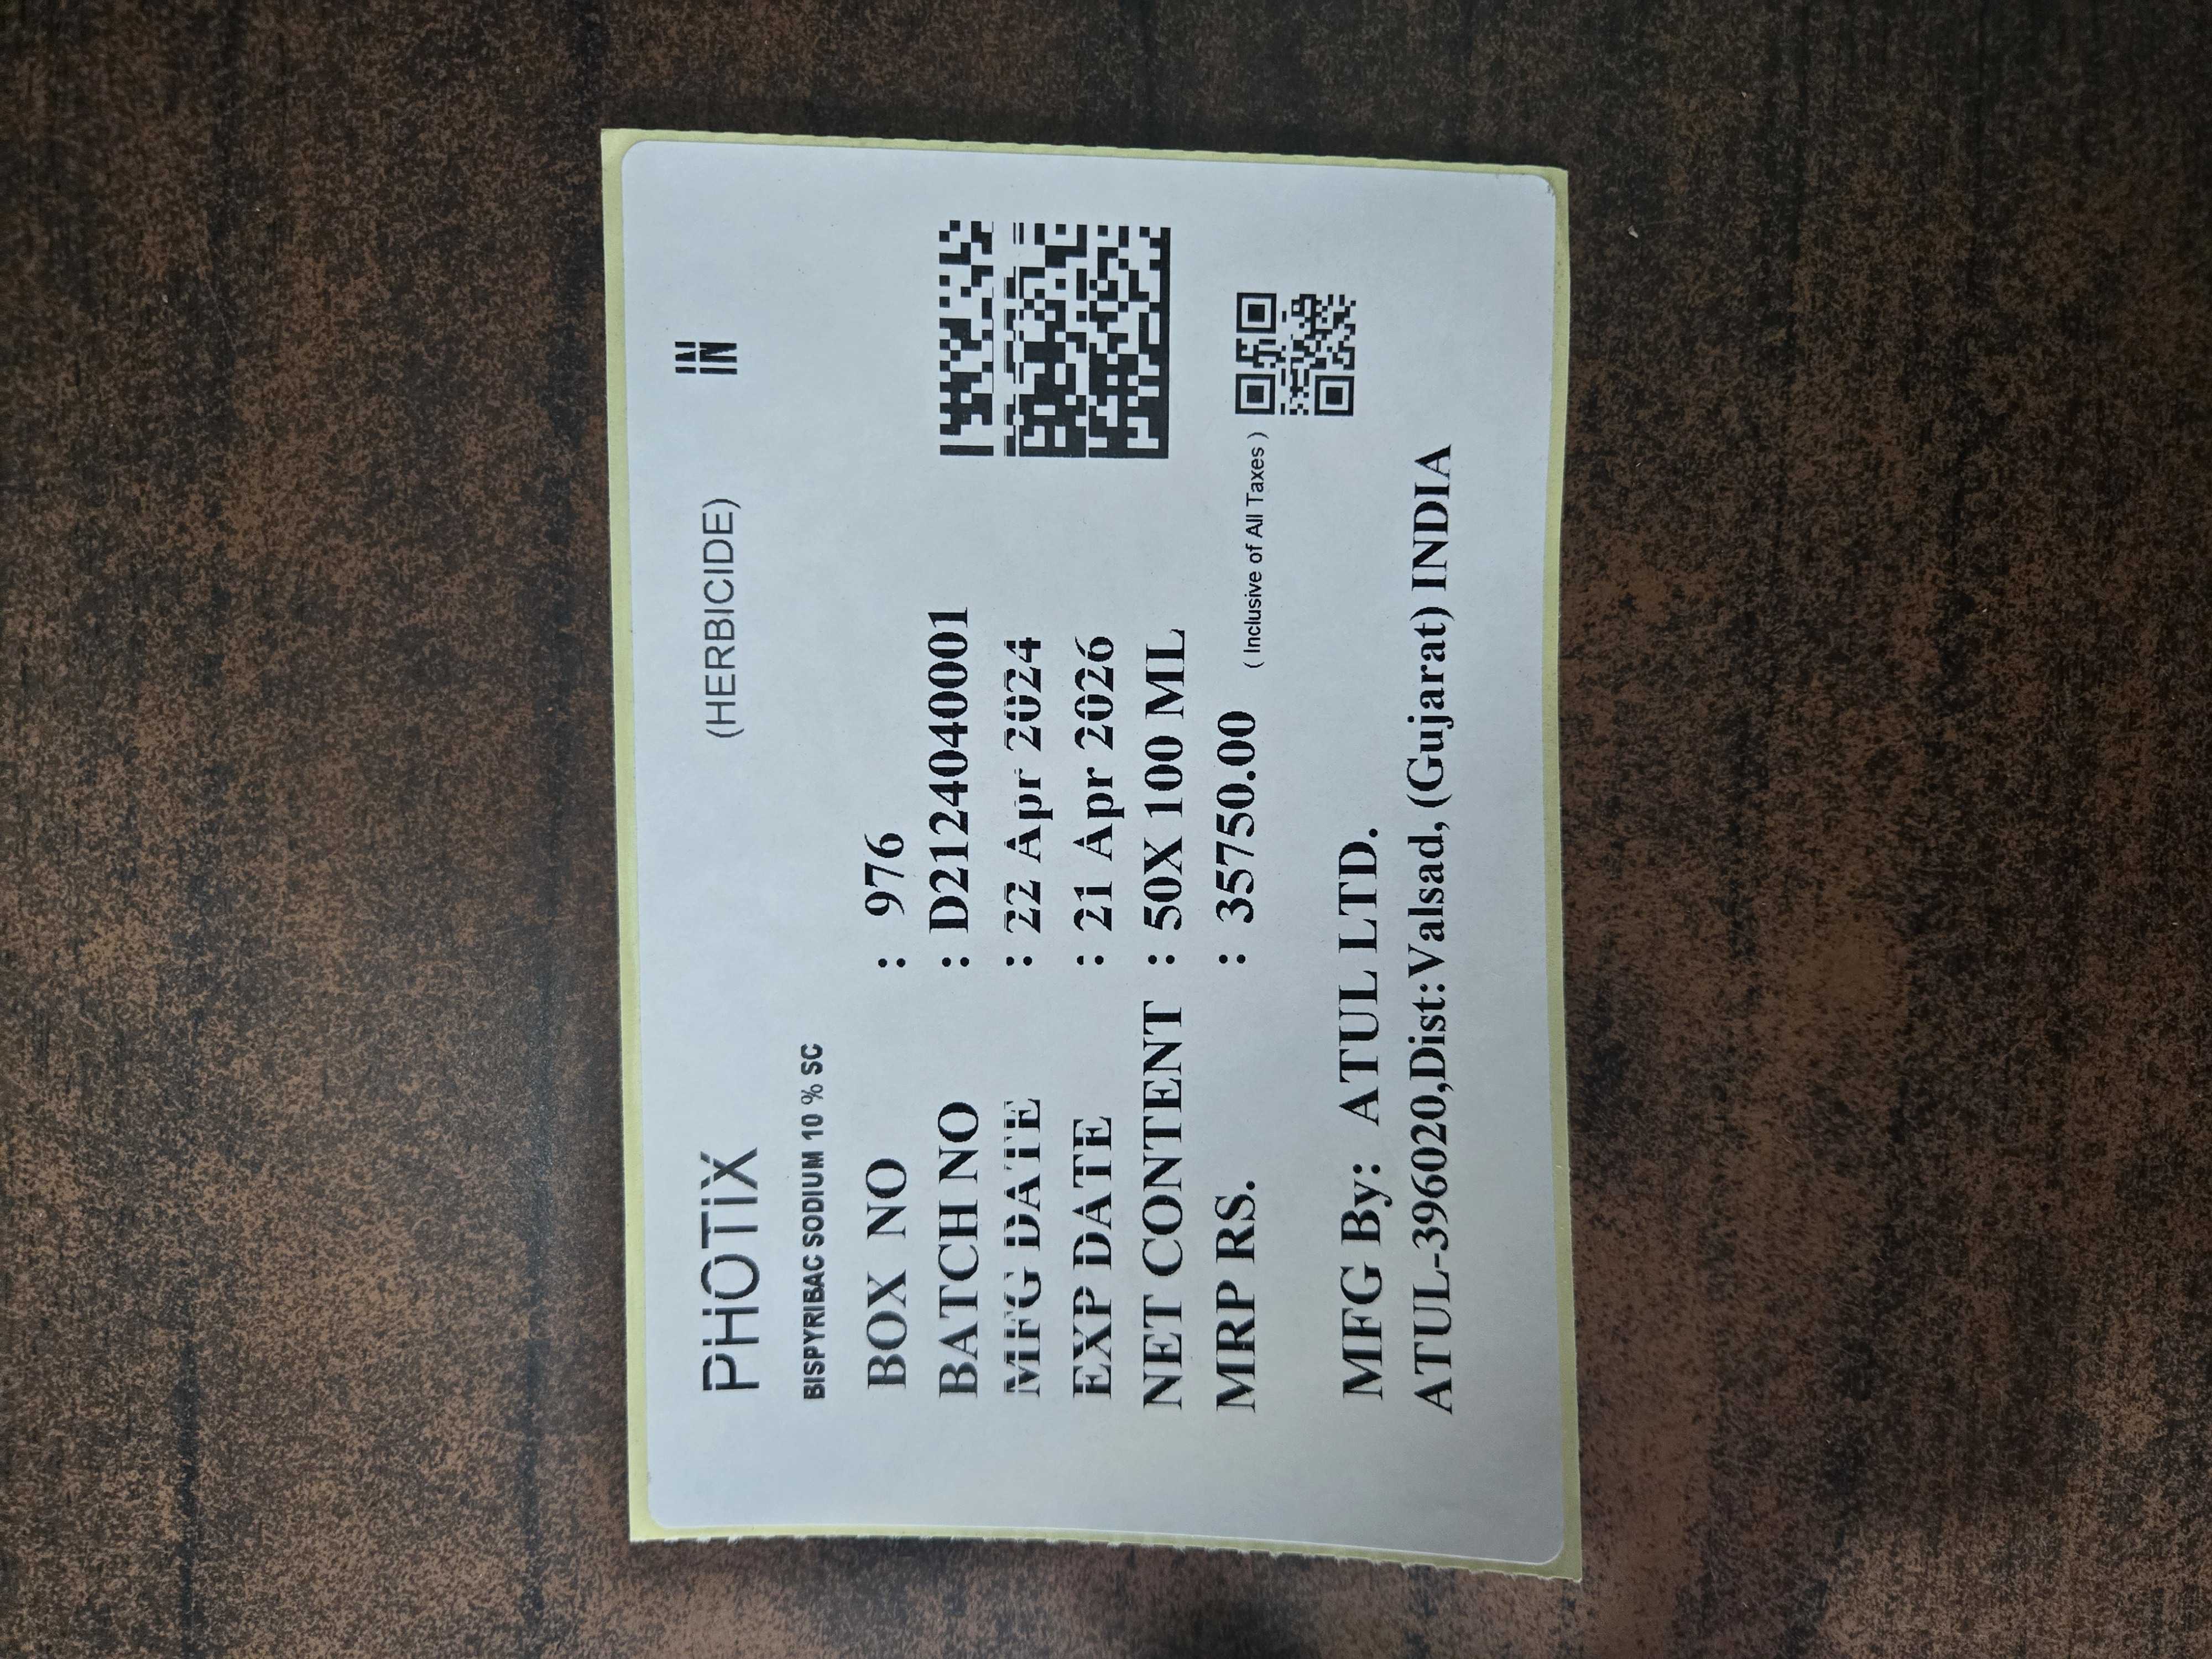 PHOTIX (HERBICIDE) IN
BISPYRIBAC SODIUM 10 % SC
BOX NO : 976
BATCH NO : D2124040001
MFG DATE : 22 Apr 2024
EXP DATE : 21 Apr 2026
NET CONTENT : 50X 100 ML
MRP RS. : 35750.00 ( Inclusive of All Taxes )
MFG By: ATUL LTD.
ATUL-396020,Dist:Valsad, (Gujarat) INDIA